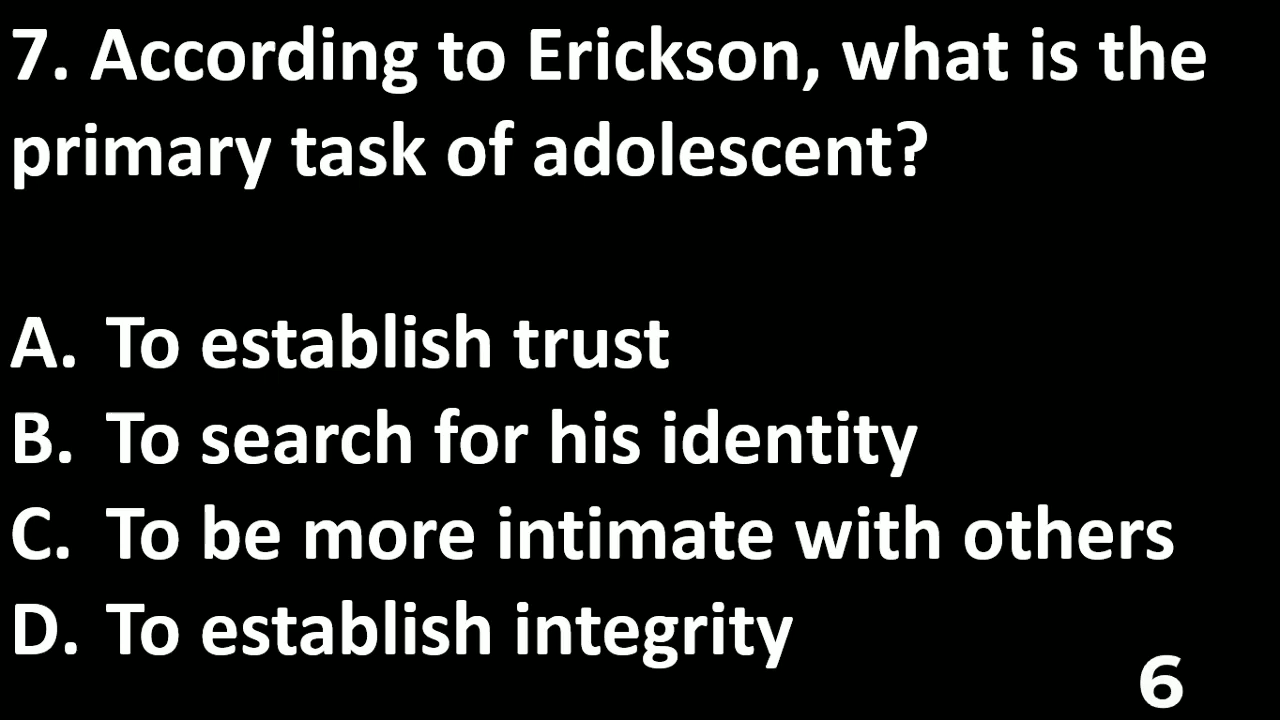 7. According to Erickson, what is the
primary task of adolescent?
A. To establish trust
B. To search for his identity
C. To be more intimate with others
D. To establish integrity
6